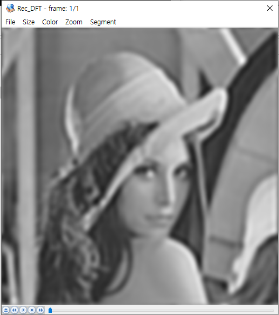 Rec_DFT - frame: 1/1
File Size Color Zoom Segment